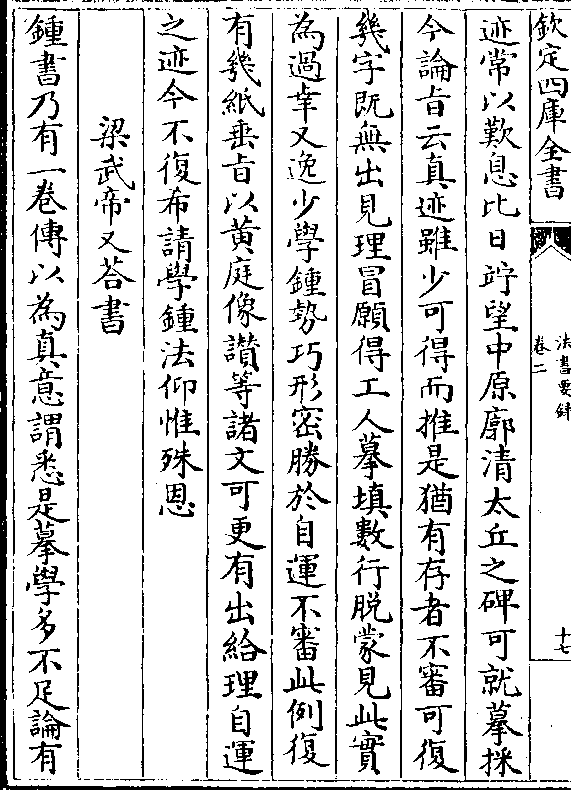 欽定四庫全書
法書要錄
卷二
十七
迹常以歎息比日竚望中原廓清太丘之碑可就摹採
今論旨云真迹雖少可得而推是猶有存者不審可復
幾字既無出見理冒願得工人摹填數行脫蒙見此實
為過幸又逸少學鍾勢巧形密勝於自運不審此例復
有幾紙垂旨以黄庭像讃等諸文可更有出給理自運
之迹今不復希請學鍾法仰惟殊恩
梁武帝又荅書
鍾書乃有一卷傳以為真意謂悉是摹學多不足論有